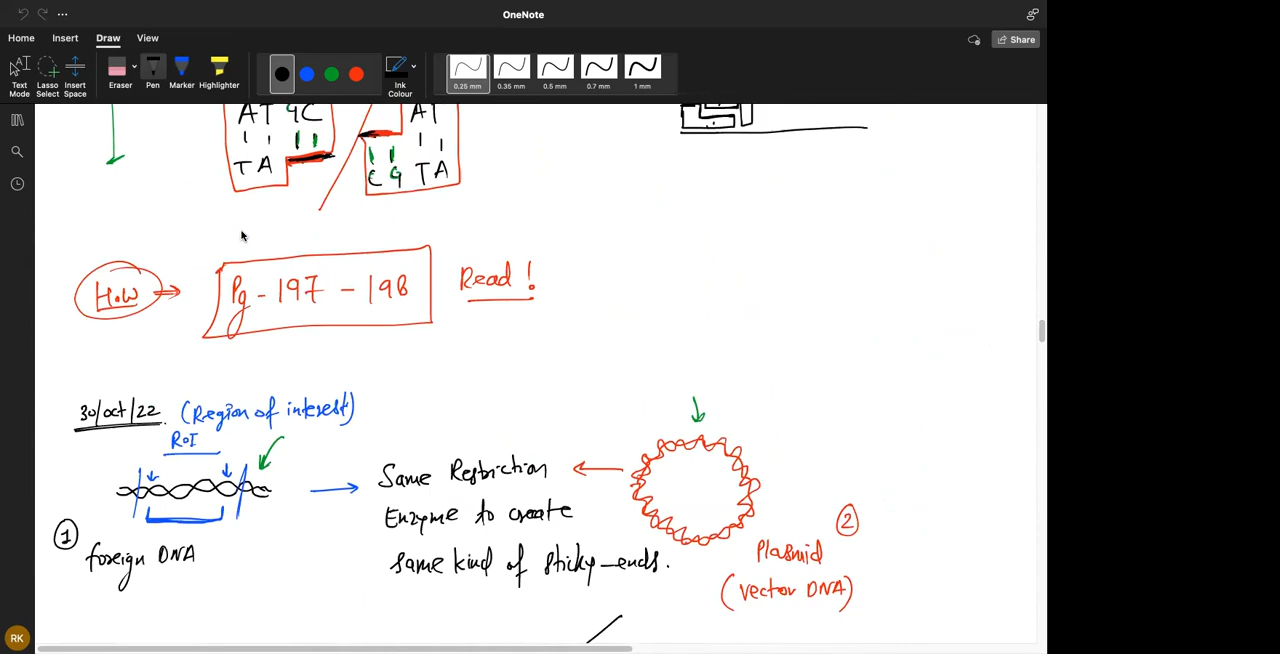 OneNote
Home Insert Draw View
Share
Text Mode
Lasso Select
Insert Space
Eraser
Pen
Marker
Highlighter
Ink Colour
0.25 mm
0.35 mm
0.5 mm
0.7 mm
1 mm
AT GC
AT
TA
CG TA
H.W
Pg - 197 - 198
Read !
30/oct/22
(Region of interest)
ROI
Same Restriction
Enzyme to create
Same kind of sticky-ends.
1
foreign DNA
2
Plasmid
(vector DNA)
RK